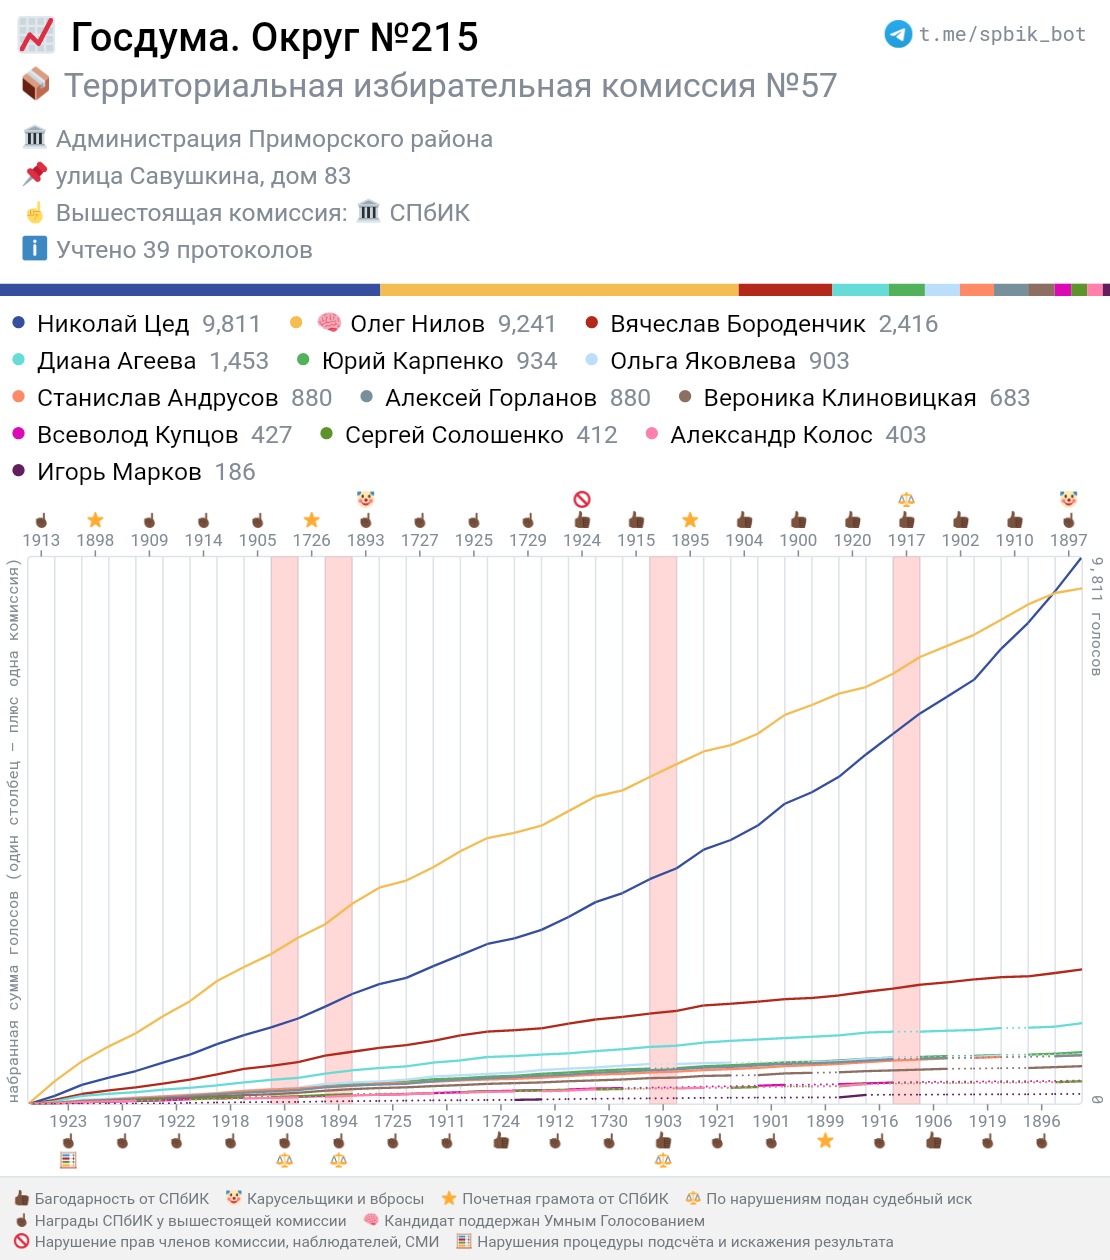 Госдума. Округ №215
t.me/spbik_bot
Территориальная избирательная комиссия №57
Администрация Приморского района
улица Савушкина, дом 83
Вышестоящая комиссия: СПбИК
Учтено 39 протоколов
Николай Цед 9,811 Олег Нилов 9,241 Вячеслав Бороденчик 2,416
Диана Агеева 1,453 Юрий Карпенко 934 Ольга Яковлева 903
Станислав Андрусов 880 Алексей Горланов 880 Вероника Клиновицкая 683
Всеволод Купцов 427 Сергей Солошенко 412 Александр Колос 403
Игорь Марков 186
1913 1898 1909 1914 1905 1726 1893 1727 1925 1729 1924 1915 1895 1904 1900 1920 1917 1902 1910 1897
набранная сумма голосов (один столбец – плюс одна комиссия)
9,811 голосов
0
1923 1907 1922 1918 1908 1894 1725 1911 1724 1912 1730 1903 1921 1901 1899 1916 1906 1919 1896
Багодарность от СПбИК Карусельщики и вбросы Почетная грамота от СПбИК По нарушениям подан судебный иск
Награды СПбИК у вышестоящей комиссии Кандидат поддержан Умным Голосованием
Нарушение прав членов комиссии, наблюдателей, СМИ Нарушения процедуры подсчёта и искажения результата